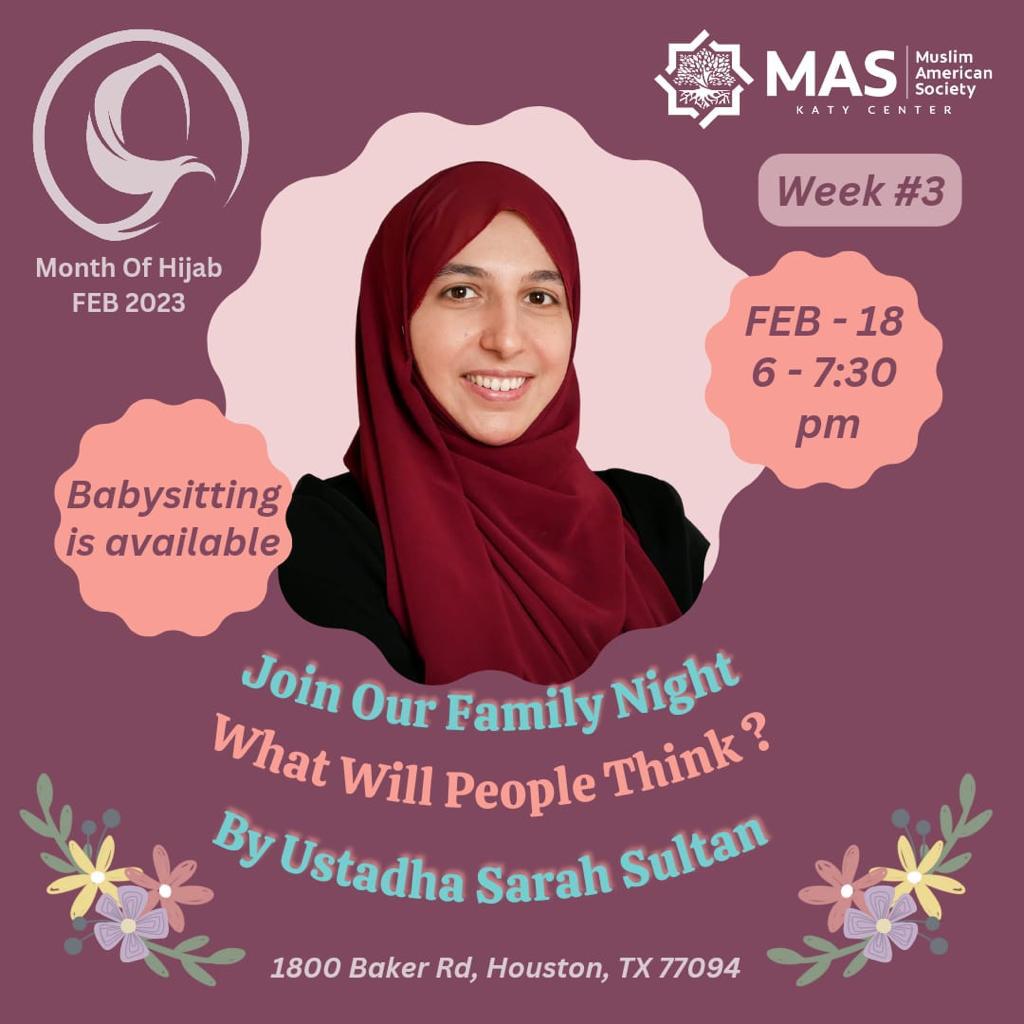 Month Of Hijab
FEB 2023
MAS
Muslim
American
Society
KATY CENTER
Week #3
FEB - 18
6 - 7:30
pm
Babysitting
is available
Join Our Family Night
What Will People Think ?
By Ustadha Sarah Sultan
1800 Baker Rd, Houston, TX 77094